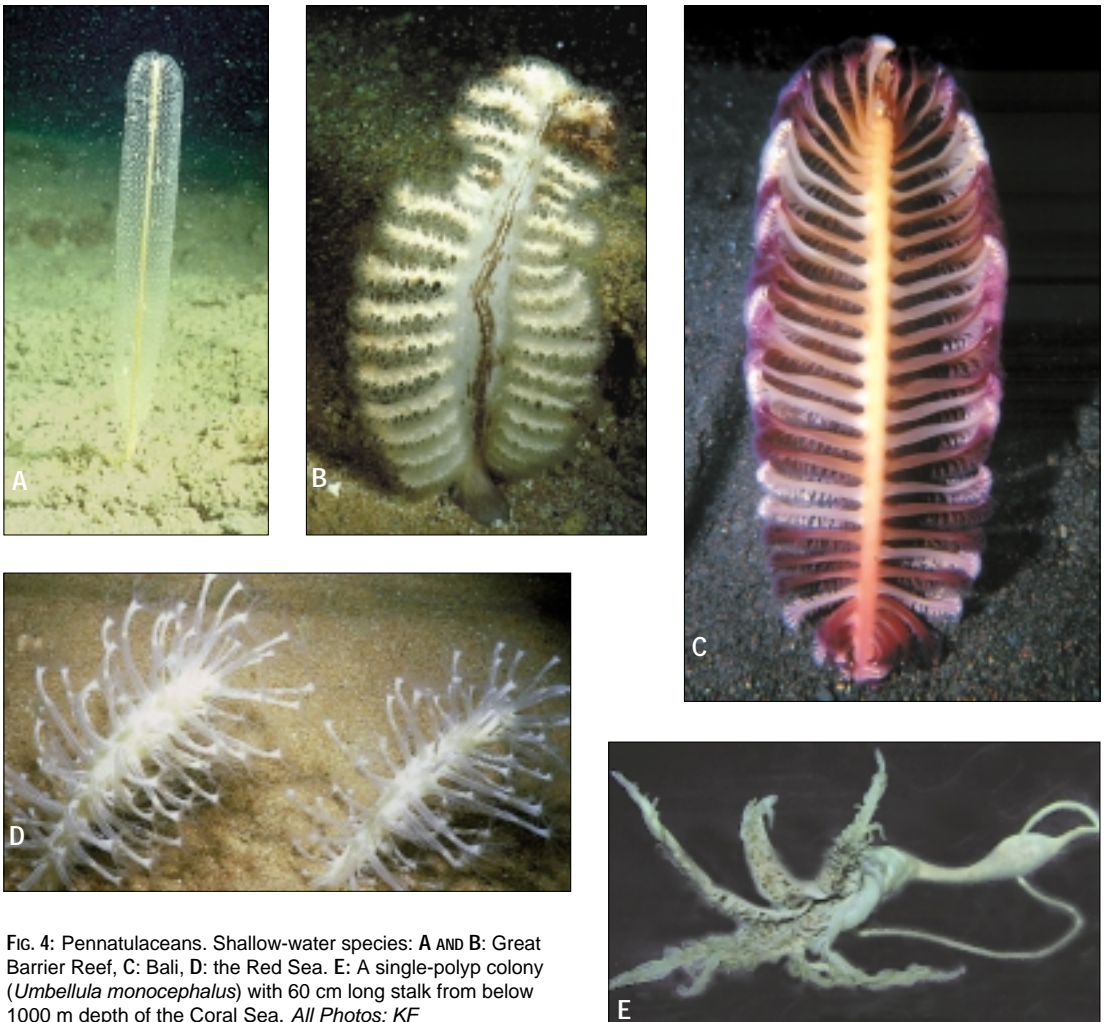 A
B
C
D
E
FIG. 4: Pennatulaceans. Shallow-water species: A AND B: Great
Barrier Reef, C: Bali, D: the Red Sea. E: A single-polyp colony
(Umbellula monocephalus) with 60 cm long stalk from below
1000 m depth of the Coral Sea. All Photos: KF